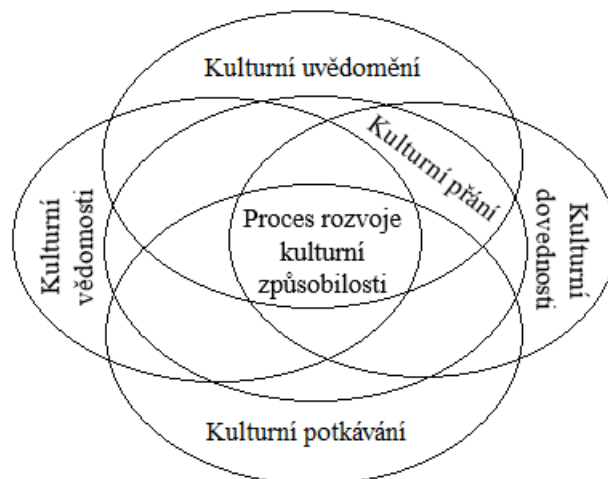 Kulturní uvědomění
Kulturní přání
Kulturní
vědomosti
Proces rozvoje
kulturní
způsobilosti
Kulturní
dovednosti
Kulturní potkávání